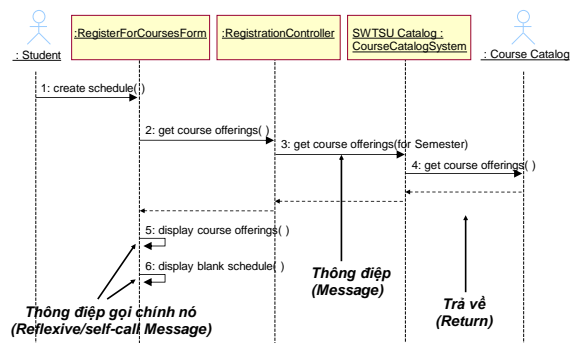 : Student
:RegisterForCoursesForm
:RegistrationController
SWTSU Catalog :
CourseCatalogSystem
: Course Catalog
1: create schedule( )
2: get course offerings( )
3: get course offerings(for Semester)
4: get course offerings( )
5: display course offerings( )
6: display blank schedule( )
Thông điệp
(Message)
Trả về
(Return)
Thông điệp gọi chính nó
(Reflexive/self-call Message)